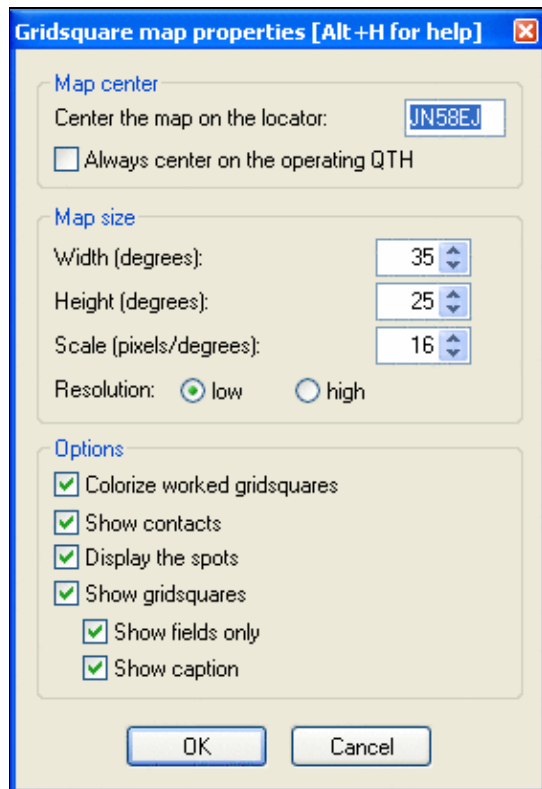 Gridsquare map properties [Alt+H for help]
Map center
Center the map on the locator: JN58EJ
Always center on the operating QTH
Map size
Width (degrees): 35
Height (degrees): 25
Scale (pixels/degrees): 16
Resolution: low high
Options
Colorize worked gridsquares
Show contacts
Display the spots
Show gridsquares
Show fields only
Show caption
OK Cancel